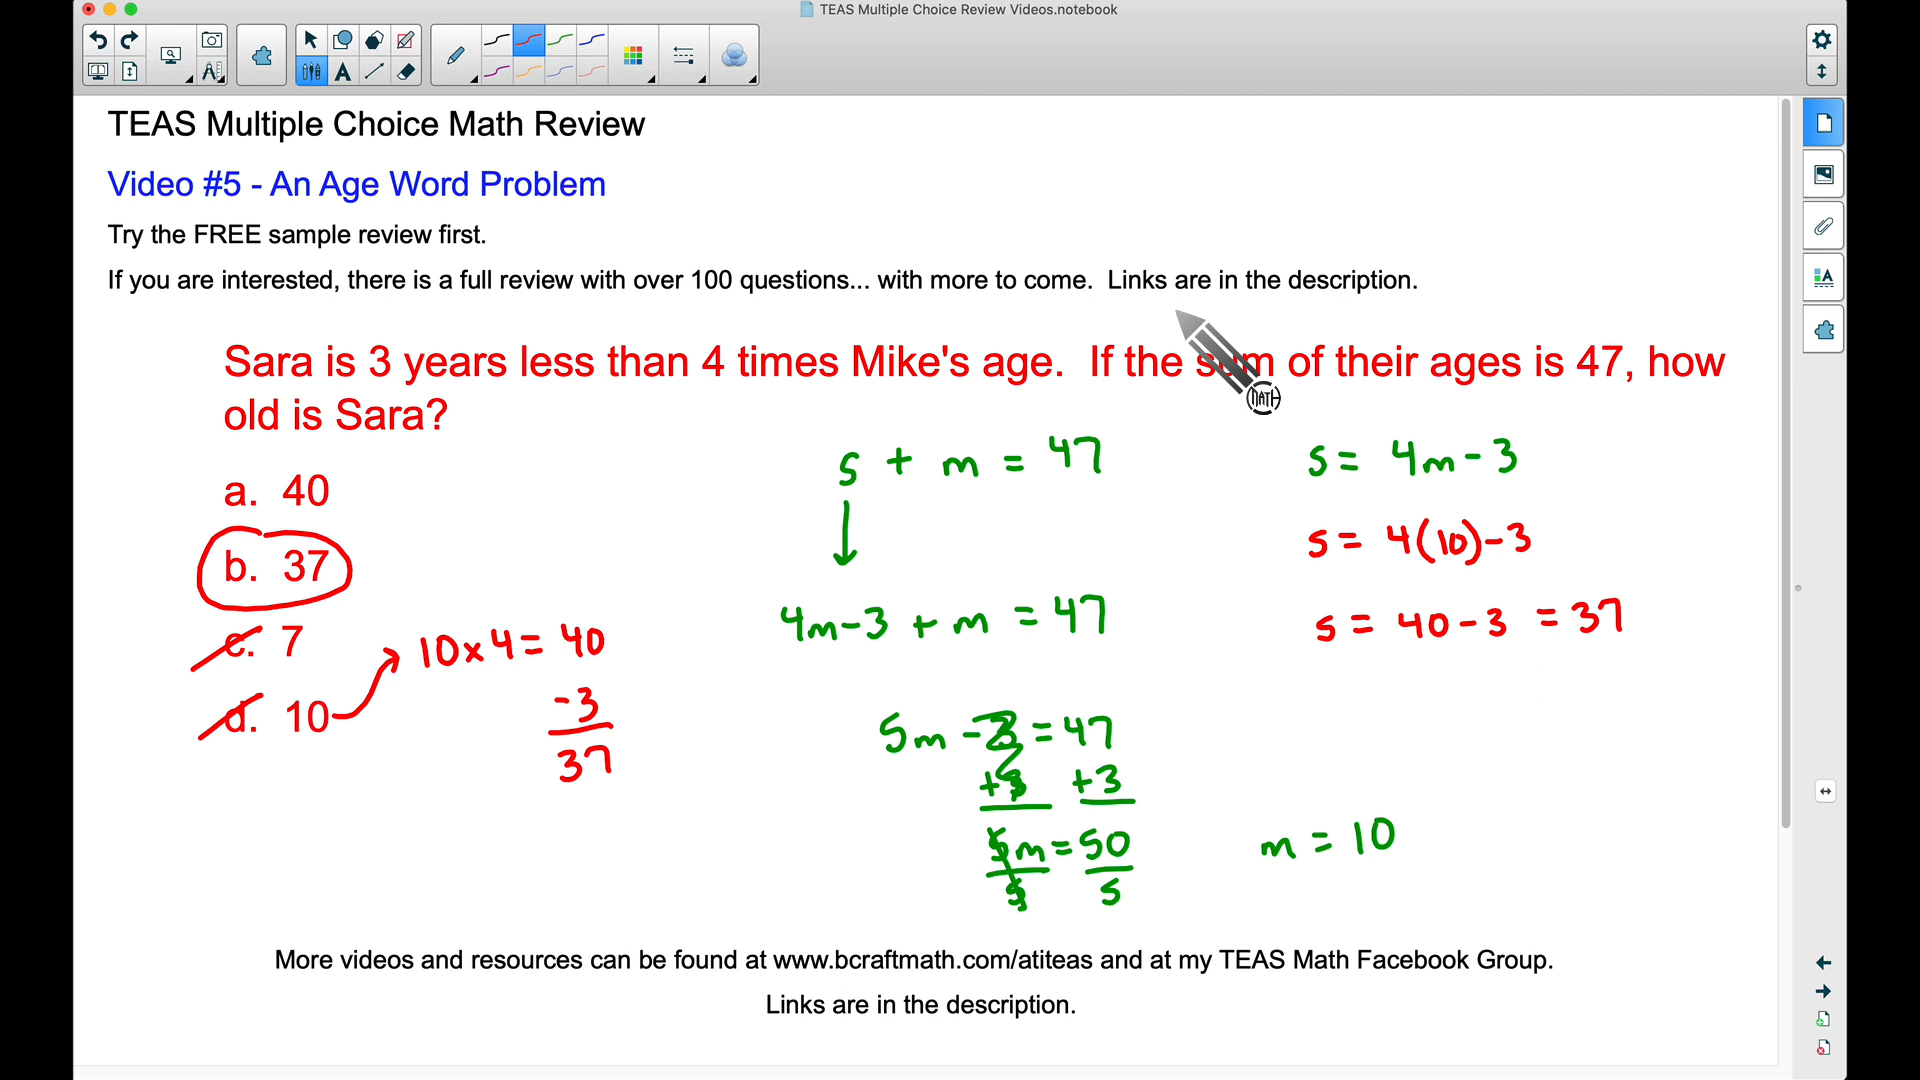 TEAS Multiple Choice Review Videos.notebook
TEAS Multiple Choice Math Review
Video #5 - An Age Word Problem
Try the FREE sample review first.
If you are interested, there is a full review with over 100 questions... with more to come.  Links are in the description.
Sara is 3 years less than 4 times Mike's age.  If the sum of their ages is 47, how
old is Sara?
a. 40
b. 37
c. 7
d. 10
10 x 4 = 40
-3
37
s + m = 47
4m-3 + m = 47
5m - 3 = 47
+3 +3
5m = 50
5 5
m = 10
s = 4m - 3
s = 4(10) - 3
s = 40 - 3 = 37
MATH
More videos and resources can be found at www.bcraftmath.com/atiteas and at my TEAS Math Facebook Group.
Links are in the description.